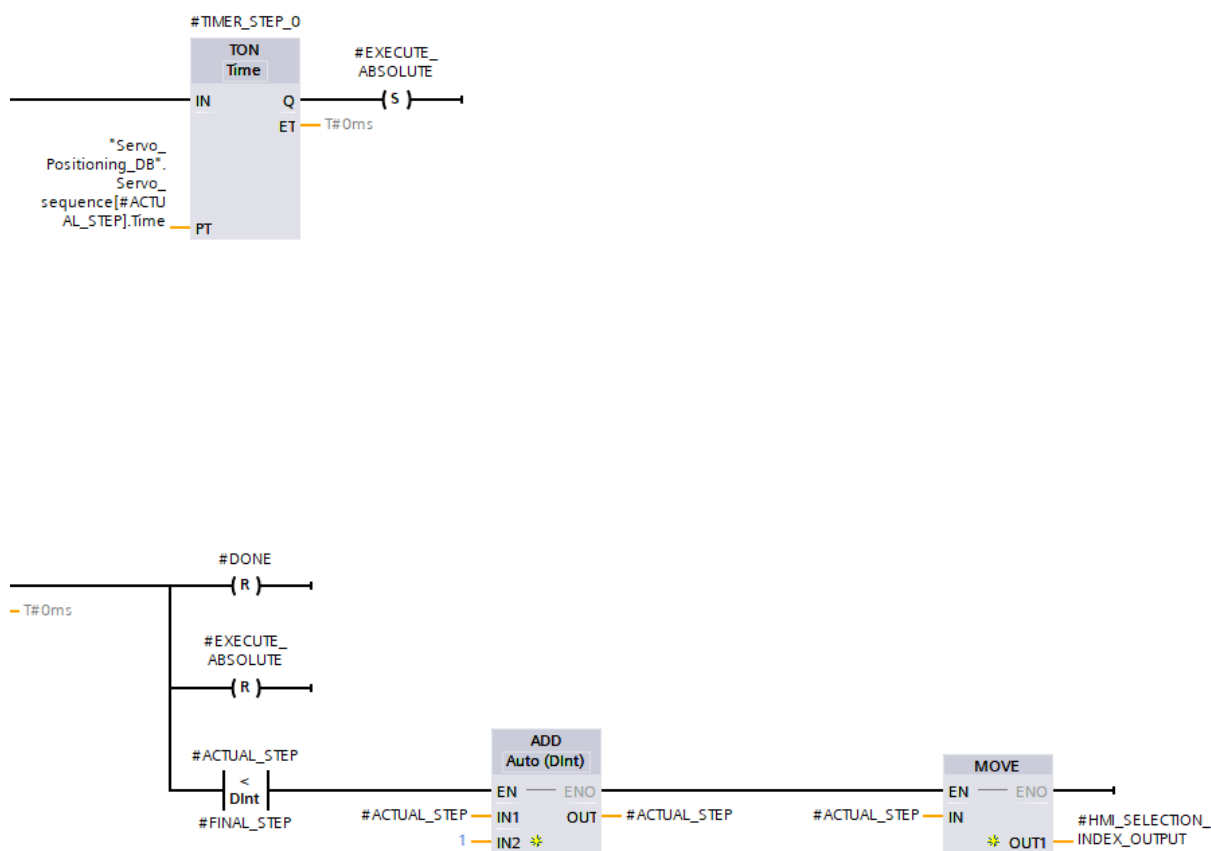 #TIMER_STEP_0
TON
Time
#EXECUTE_
ABSOLUTE
IN
Q
S
ET
T#0ms
"Servo_
Positioning_DB".
Servo_
sequence[#ACTU
AL_STEP].Time
PT
#DONE
R
T#0ms
#EXECUTE_
ABSOLUTE
R
#ACTUAL_STEP
<
DInt
#FINAL_STEP
ADD
Auto (DInt)
EN
ENO
#ACTUAL_STEP
IN1
OUT
#ACTUAL_STEP
1
IN2
MOVE
EN
ENO
#ACTUAL_STEP
IN
OUT1
#HMI_SELECTION_
INDEX_OUTPUT